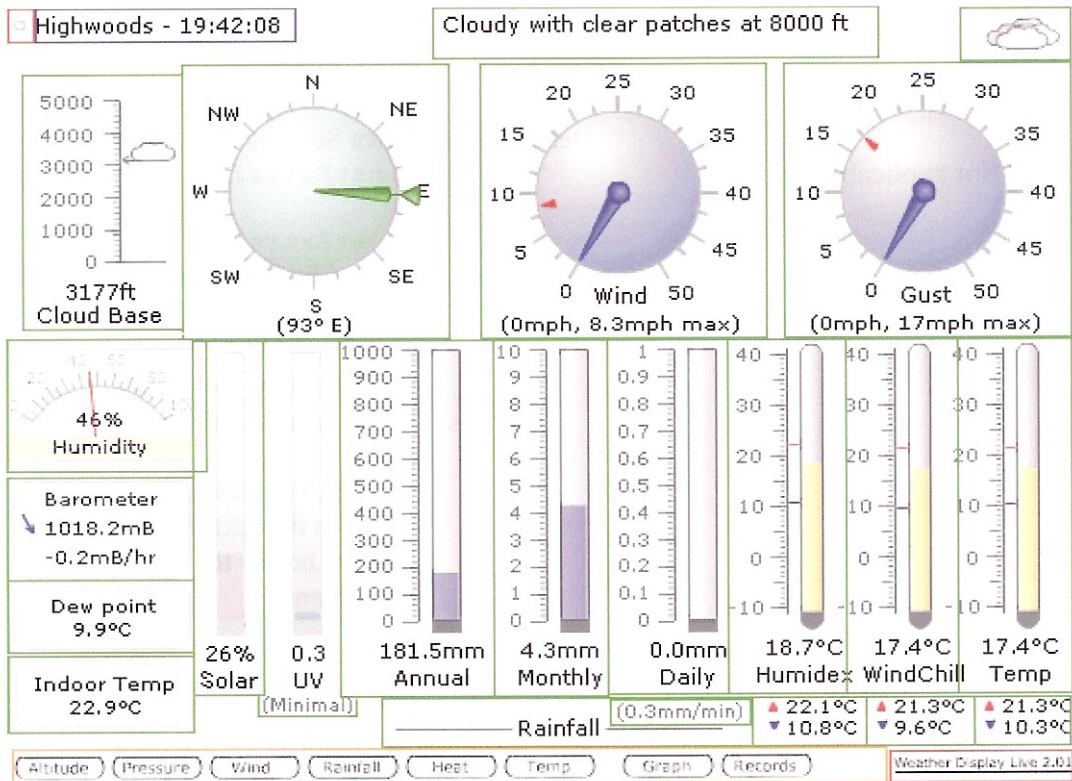 Highwoods - 19:42:08
Cloudy with clear patches at 8000 ft
5000
4000
3000
2000
1000
0
3177ft
Cloud Base
N
NE
E
SE
S
SW
W
NW
(93° E)
0
5
10
15
20
25
30
35
40
45
50
Wind
(0mph, 8.3mph max)
0
5
10
15
20
25
30
35
40
45
50
Gust
(0mph, 17mph max)
20
40
46%
Humidity
Barometer
1018.2mB
-0.2mB/hr
Dew point
9.9°C
Indoor Temp
22.9°C
26%
Solar
0.3
UV
(Minimal)
1000
900
800
700
600
500
400
300
200
100
0
181.5mm
Annual
10
9
8
7
6
5
4
3
2
1
0
4.3mm
Monthly
1
0.9
0.8
0.7
0.6
0.5
0.4
0.3
0.2
0.1
0
0.0mm
Daily
Rainfall
(0.3mm/min)
40
30
20
10
0
-10
18.7°C
Humidex
22.1°C
10.8°C
40
30
20
10
0
-10
17.4°C
WindChill
21.3°C
9.6°C
40
30
20
10
0
-10
17.4°C
Temp
21.3°C
10.3°C
Altitude Pressure Wind Rainfall Heat Temp Graph Records
Weather Display Live 2.01